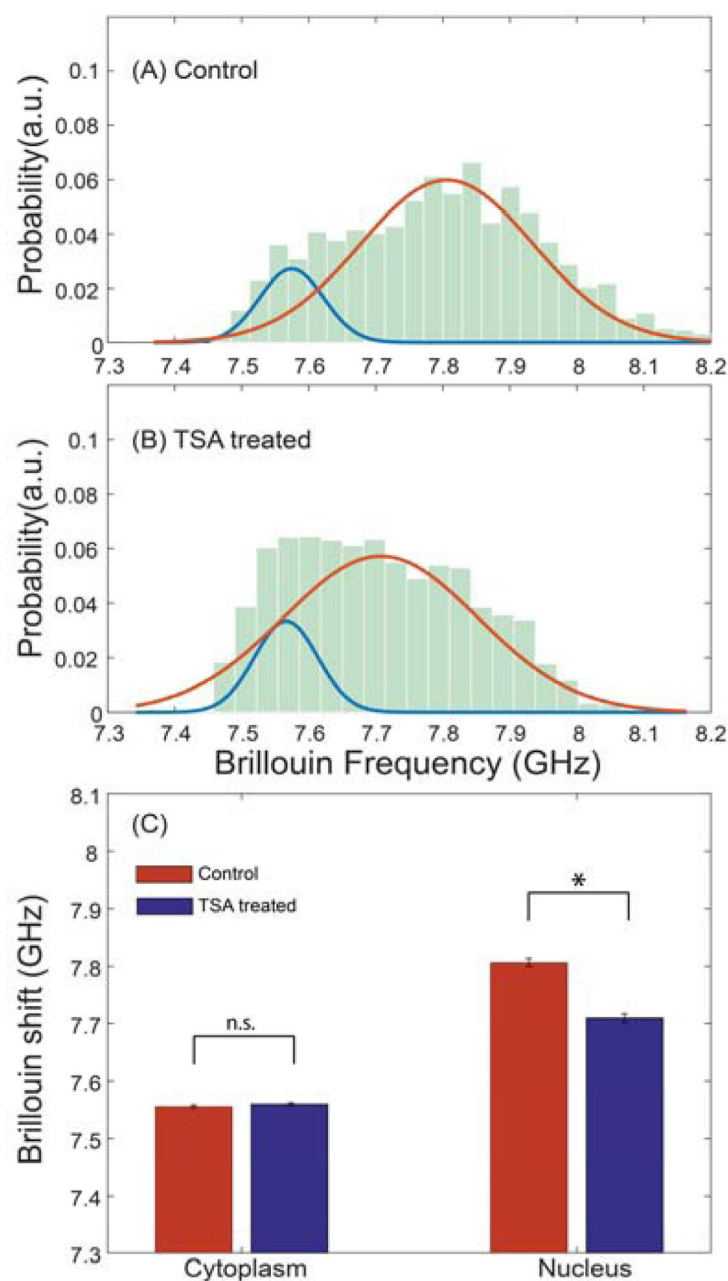 (A) Control
Probability(a.u.)
0.1
0.08
0.06
0.04
0.02
0
7.3 7.4 7.5 7.6 7.7 7.8 7.9 8 8.1 8.2
(B) TSA treated
Probability(a.u.)
0.1
0.08
0.06
0.04
0.02
0
7.3 7.4 7.5 7.6 7.7 7.8 7.9 8 8.1 8.2
Brillouin Frequency (GHz)
(C)
Brillouin shift (GHz)
8.1
8
7.9
7.8
7.7
7.6
7.5
7.4
7.3
Control
TSA treated
n.s.
*
Cytoplasm Nucleus